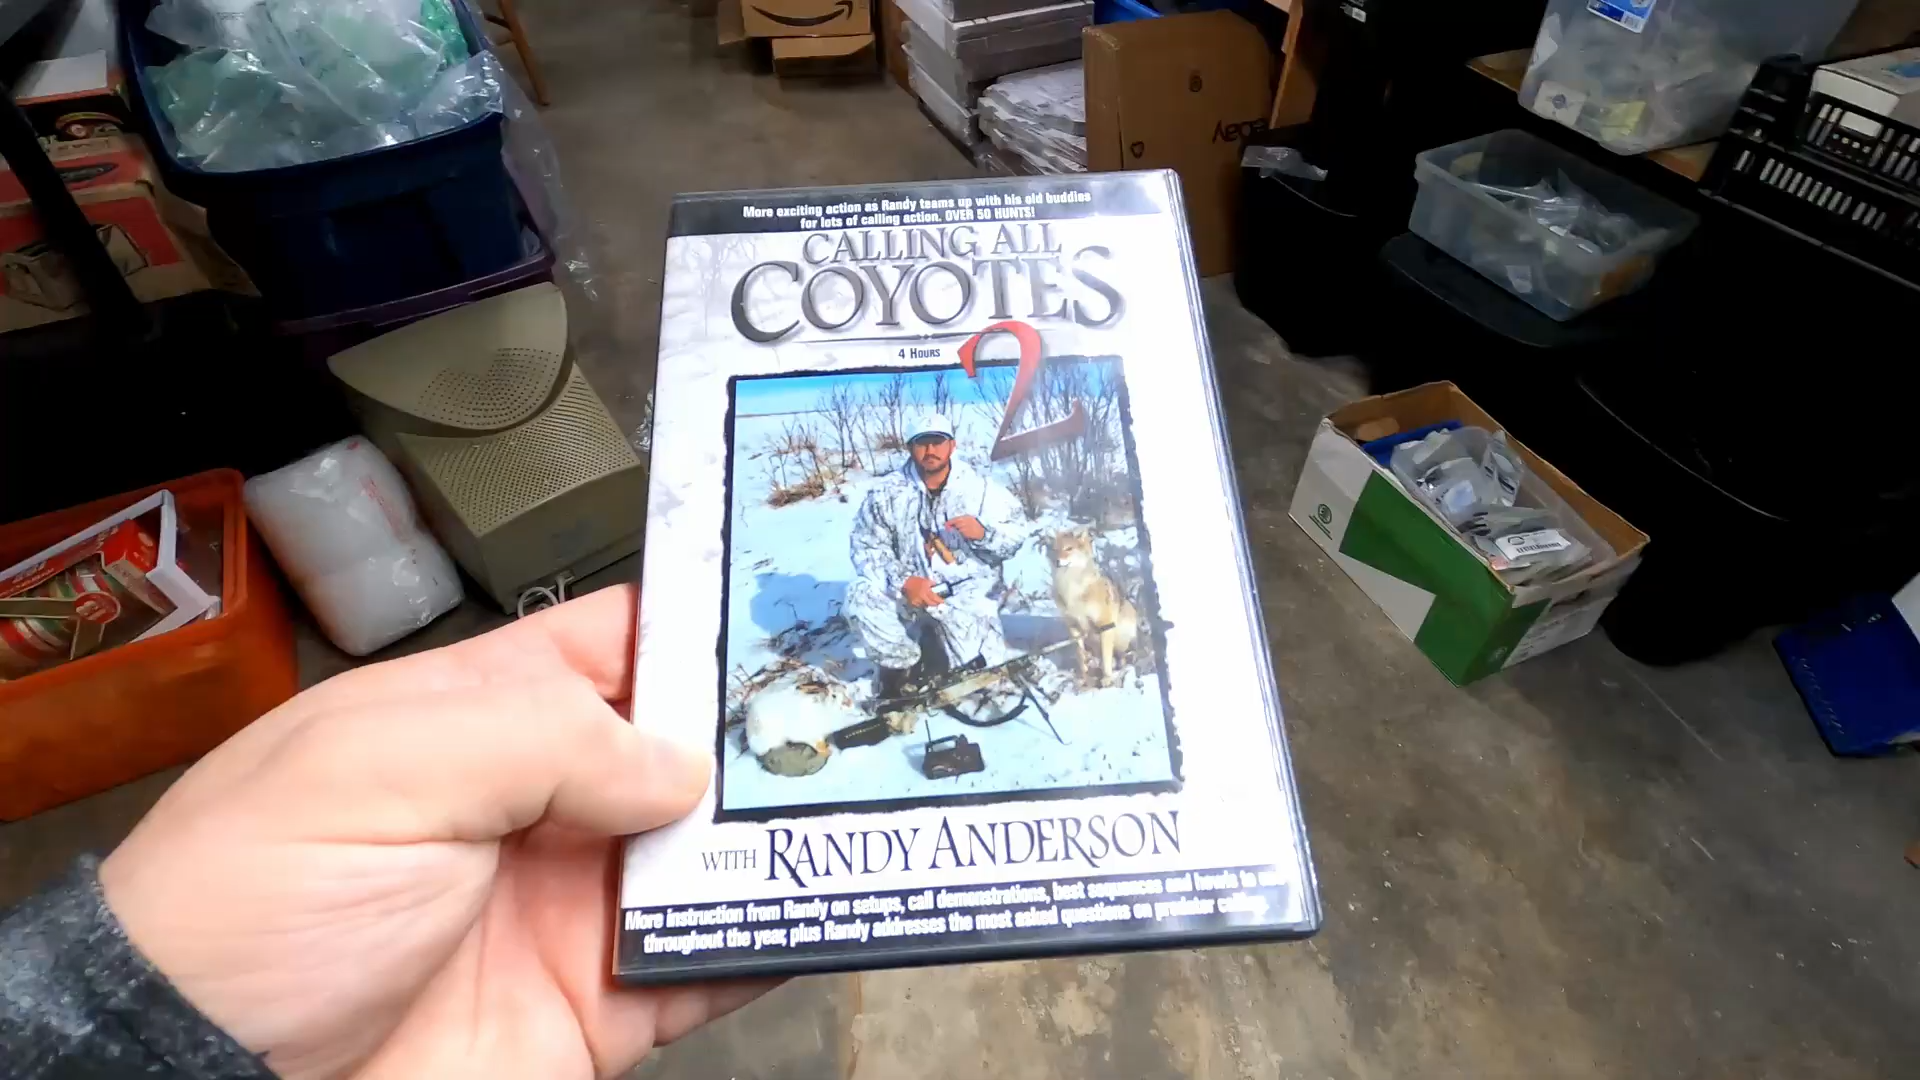 More exciting action as Randy teams up with his old buddies
for lots of calling action. OVER 50 HUNTS!
CALLING ALL
COYOTES
4 HOURS
2
WITH RANDY ANDERSON
More instruction from Randy on setups, call demonstrations, best sequences and howls to
throughout the year, plus Randy addresses the most asked questions on predator calling.
ebay